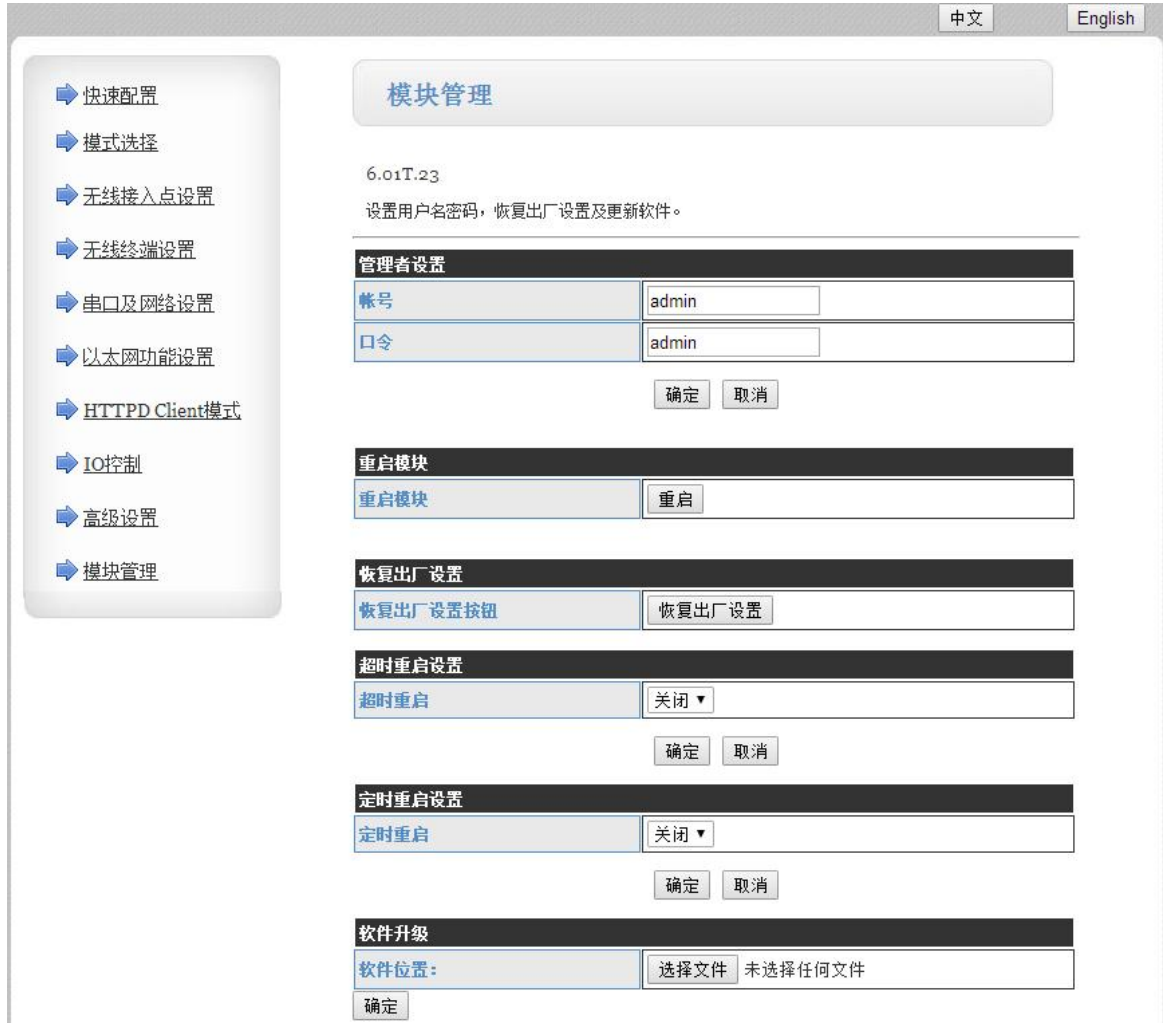 中文 English
快速配置
模式选择
无线接入点设置
无线终端设置
串口及网络设置
以太网功能设置
HTTPD Client模式
IO控制
高级设置
模块管理
模块管理
6.01T.23
设置用户名密码，恢复出厂设置及更新软件。
管理者设置
帐号 admin
口令 admin
确定 取消
重启模块
重启模块 重启
恢复出厂设置
恢复出厂设置按钮 恢复出厂设置
超时重启设置
超时重启 关闭
确定 取消
定时重启设置
定时重启 关闭
确定 取消
软件升级
软件位置： 选择文件 未选择任何文件
确定